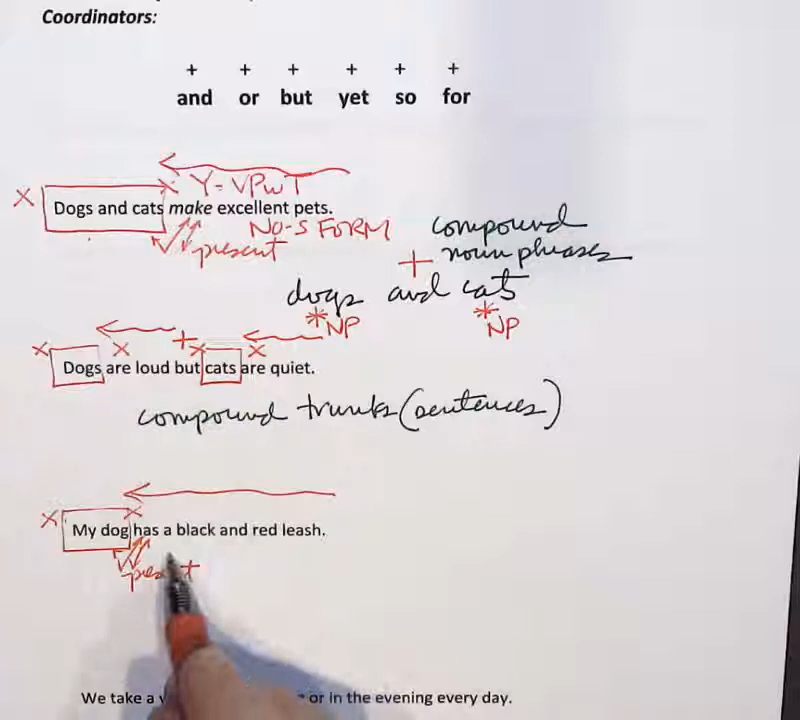 Coordinators:
+ + + + + +
and or but yet so for
X X Y = VPwT
Dogs and cats make excellent pets.
present NO-S FORM compound
+ noun phrases
dogs and cats
*NP * NP
X X + X X
Dogs are loud but cats are quiet.
compound trunks (sentences)
X X
My dog has a black and red leash.
We take a or in the evening every day.